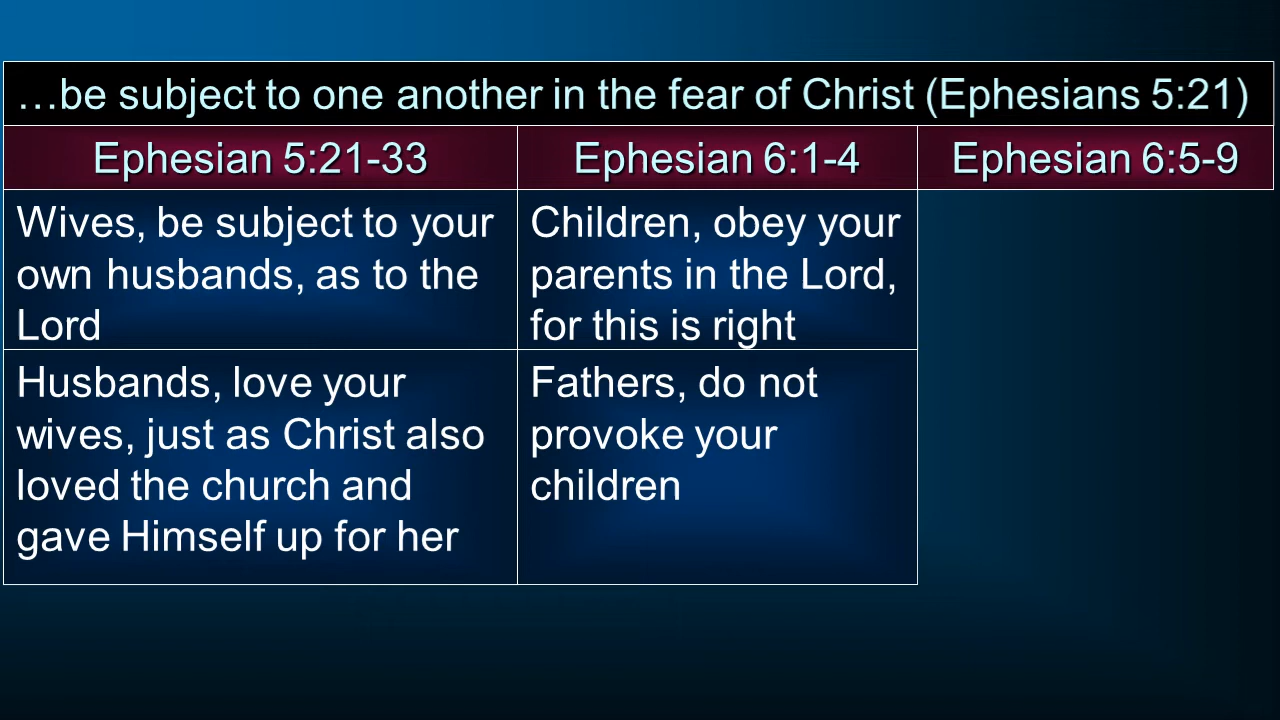 …be subject to one another in the fear of Christ (Ephesians 5:21)
Ephesian 5:21-33
Ephesian 6:1-4
Ephesian 6:5-9
Wives, be subject to your
own husbands, as to the
Lord
Children, obey your
parents in the Lord,
for this is right
Husbands, love your
wives, just as Christ also
loved the church and
gave Himself up for her
Fathers, do not
provoke your
children